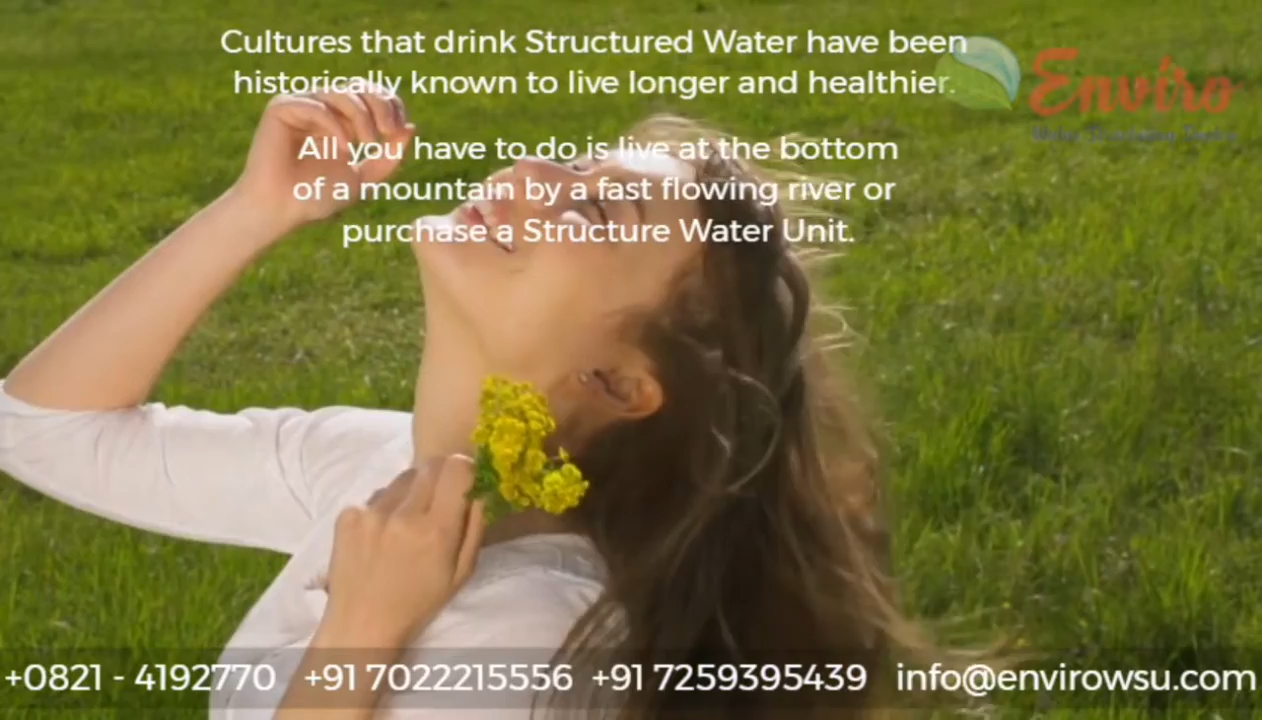 Cultures that drink Structured Water have been
historically known to live longer and healthier.
Enviro
All you have to do is live at the bottom
of a mountain by a fast flowing river or
purchase a Structure Water Unit.
+0821 - 4192770 +91 7022215556 +91 7259395439 info@envirowsu.com